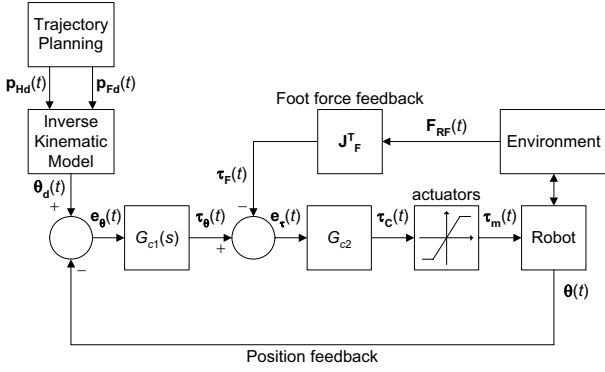 Trajectory
Planning
p_Hd(t) p_Fd(t)
Inverse
Kinematic
Model
θ_d(t)
+
−
e_θ(t)
G_c1(s)
τ_θ(t)
+
−
τ_F(t)
Foot force feedback
J^T_F
F_RF(t)
Environment
e_τ(t)
G_c2
τ_C(t)
actuators
τ_m(t)
Robot
θ(t)
Position feedback